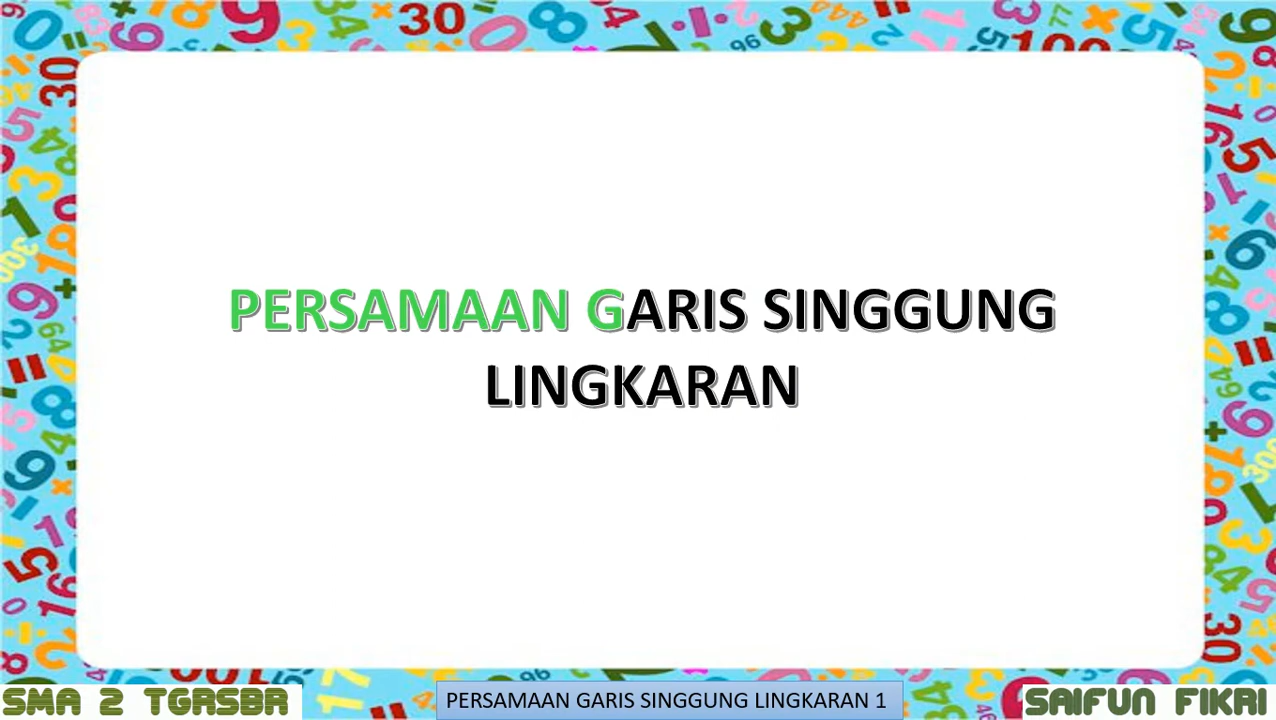 PERSAMAAN GARIS SINGGUNG
LINGKARAN
SMA 2 TGRSBR
PERSAMAAN GARIS SINGGUNG LINGKARAN 1
SAIFUN FIKRI